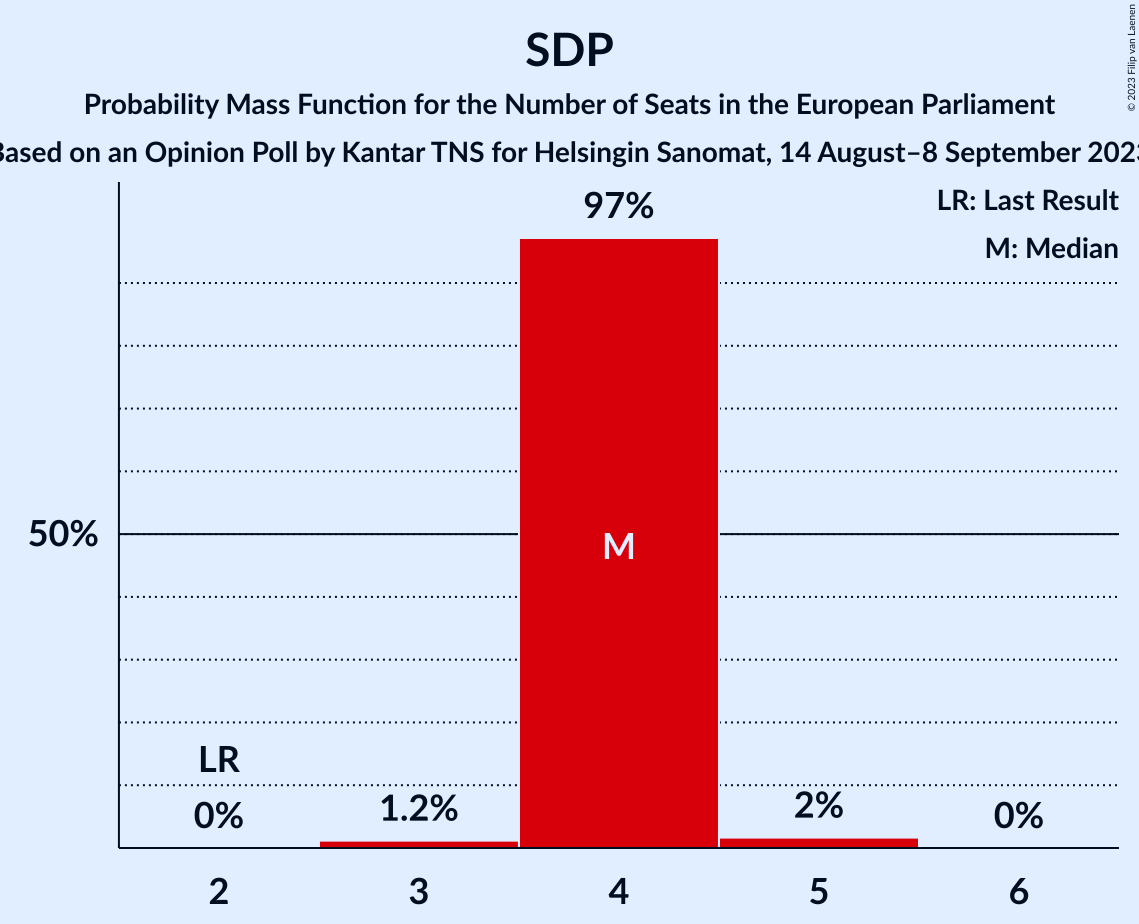 SDP
Probability Mass Function for the Number of Seats in the European Parliament
Based on an Opinion Poll by Kantar TNS for Helsingin Sanomat, 14 August–8 September 2023
© 2023 Filip van Laenen
LR: Last Result
M: Median
97%
50%
M
LR
0%
1.2%
2%
0%
2
3
4
5
6